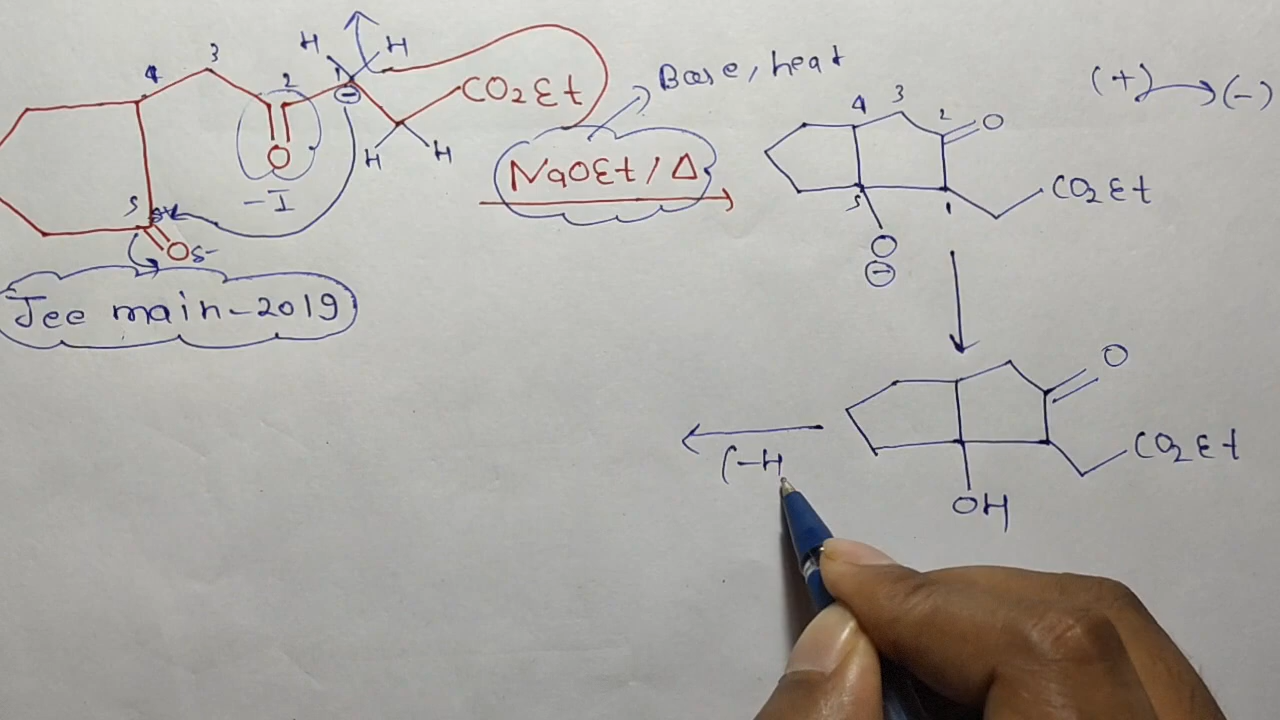 H H
4 3 2 1
⊖
CO2Et
H H
O
-I
5 δ+
Oδ-
Jee main-2019
Base, heat
NaOEt/Δ
(+) (-)
4 3 2 O
5 1 CO2Et
O
⊖
O
CO2Et
OH
(-H